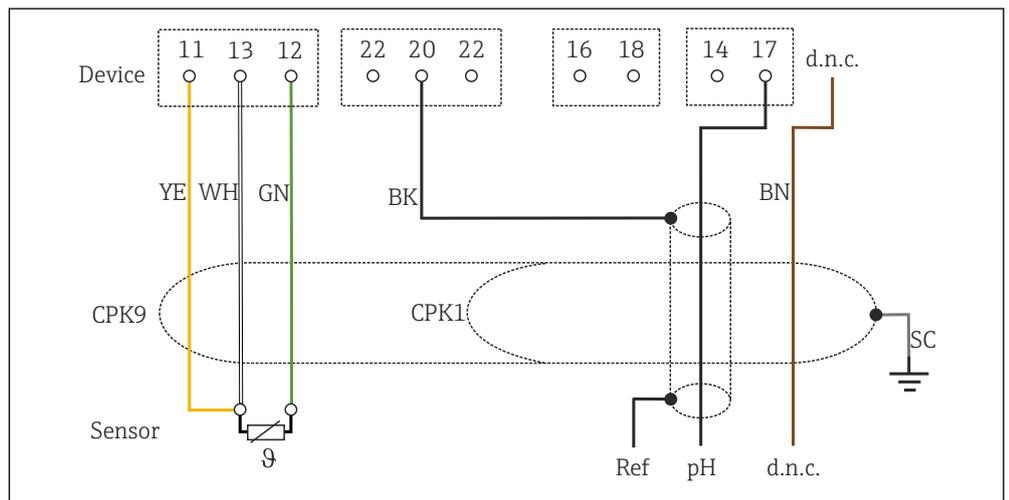 11 13 12 22 20 22 16 18 14 17
d.n.c.
Device
YE WH GN BK BN
CPK9 CPK1
SC
Sensor
ϑ
Ref pH d.n.c.